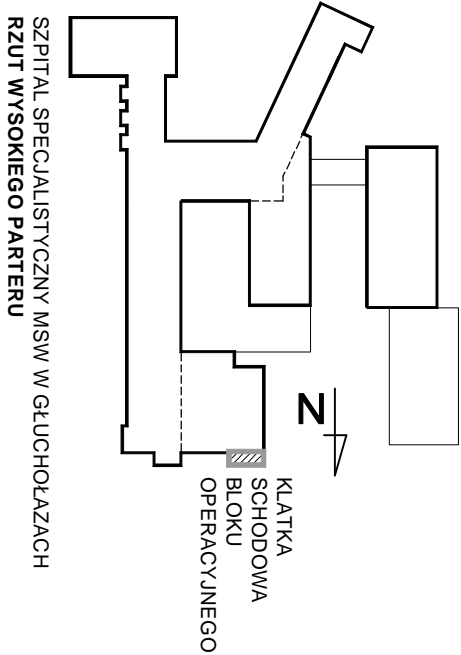 SZPITAL SPECJALISTYCZNY MSW W GŁUCHOŁAZACH
RZUT WYSOKIEGO PARTERU
N
KLATKA
SCHODOWA
BLOKU
OPERACYJNEGO